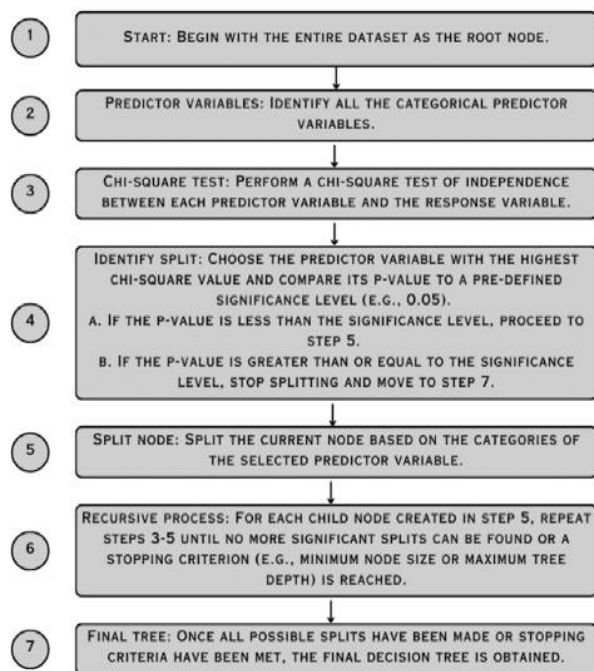 1
START: BEGIN WITH THE ENTIRE DATASET AS THE ROOT NODE.
2
PREDICTOR VARIABLES: IDENTIFY ALL THE CATEGORICAL PREDICTOR
VARIABLES.
3
CHI-SQUARE TEST: PERFORM A CHI-SQUARE TEST OF INDEPENDENCE
BETWEEN EACH PREDICTOR VARIABLE AND THE RESPONSE VARIABLE.
4
IDENTIFY SPLIT: CHOOSE THE PREDICTOR VARIABLE WITH THE HIGHEST
CHI-SQUARE VALUE AND COMPARE ITS P-VALUE TO A PRE-DEFINED
SIGNIFICANCE LEVEL (E.G., 0.05).
A. IF THE P-VALUE IS LESS THAN THE SIGNIFICANCE LEVEL, PROCEED TO
STEP 5.
B. IF THE P-VALUE IS GREATER THAN OR EQUAL TO THE SIGNIFICANCE
LEVEL, STOP SPLITTING AND MOVE TO STEP 7.
5
SPLIT NODE: SPLIT THE CURRENT NODE BASED ON THE CATEGORIES OF
THE SELECTED PREDICTOR VARIABLE.
6
RECURSIVE PROCESS: FOR EACH CHILD NODE CREATED IN STEP 5, REPEAT
STEPS 3-5 UNTIL NO MORE SIGNIFICANT SPLITS CAN BE FOUND OR A
STOPPING CRITERION (E.G., MINIMUM NODE SIZE OR MAXIMUM TREE
DEPTH) IS REACHED.
7
FINAL TREE: ONCE ALL POSSIBLE SPLITS HAVE BEEN MADE OR STOPPING
CRITERIA HAVE BEEN MET, THE FINAL DECISION TREE IS OBTAINED.